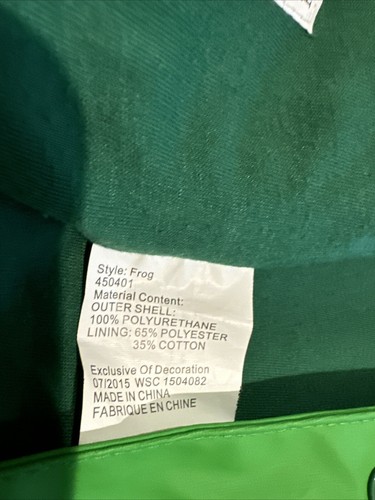 Style: Frog
450401
Material Content:
OUTER SHELL:
100% POLYURETHANE
LINING: 65% POLYESTER
35% COTTON
Exclusive Of Decoration
07/2015 WSC 1504082
MADE IN CHINA
FABRIQUE EN CHINE